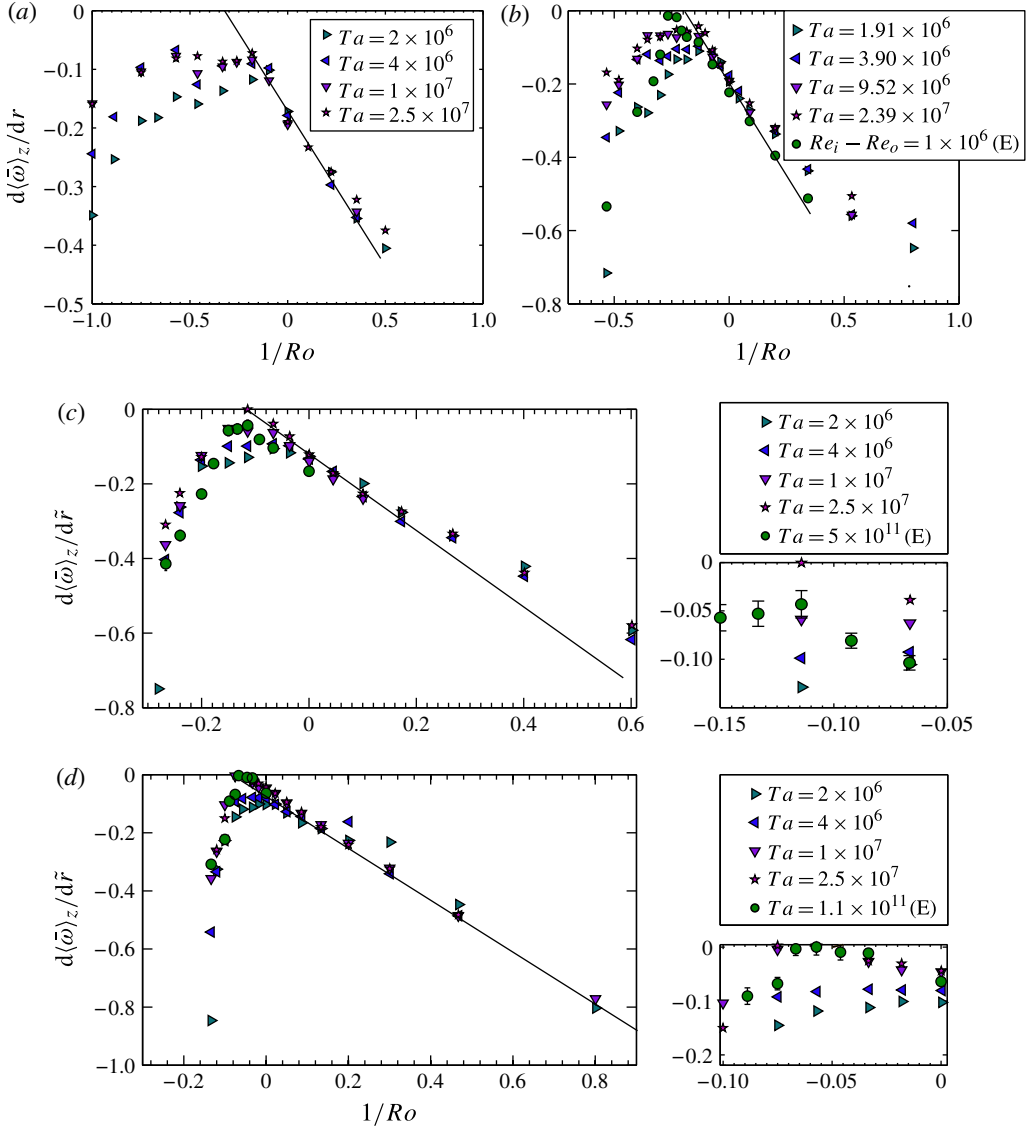 (a)
0
−0.1
−0.2
−0.3
−0.4
−0.5
−1.0 −0.5 0 0.5 1.0
d⟨ω̄⟩z/dr
1/Ro
Ta = 2 × 10^6
Ta = 4 × 10^6
Ta = 1 × 10^7
Ta = 2.5 × 10^7
(b)
0
−0.2
−0.4
−0.6
−0.8
−0.5 0 0.5 1.0
1/Ro
Ta = 1.91 × 10^6
Ta = 3.90 × 10^6
Ta = 9.52 × 10^6
Ta = 2.39 × 10^7
Re_i − Re_o = 1 × 10^6 (E)
(c)
0
−0.2
−0.4
−0.6
−0.8
−0.2 0 0.2 0.4 0.6
d⟨ω̄⟩z/dr̃
Ta = 2 × 10^6
Ta = 4 × 10^6
Ta = 1 × 10^7
Ta = 2.5 × 10^7
Ta = 5 × 10^11 (E)
0
−0.05
−0.10
−0.15 −0.10 −0.05
(d)
0
−0.2
−0.4
−0.6
−0.8
−1.0
−0.2 0 0.2 0.4 0.6 0.8
d⟨ω̄⟩z/dr̃
1/Ro
Ta = 2 × 10^6
Ta = 4 × 10^6
Ta = 1 × 10^7
Ta = 2.5 × 10^7
Ta = 1.1 × 10^11 (E)
0
−0.1
−0.2
−0.10 −0.05 0